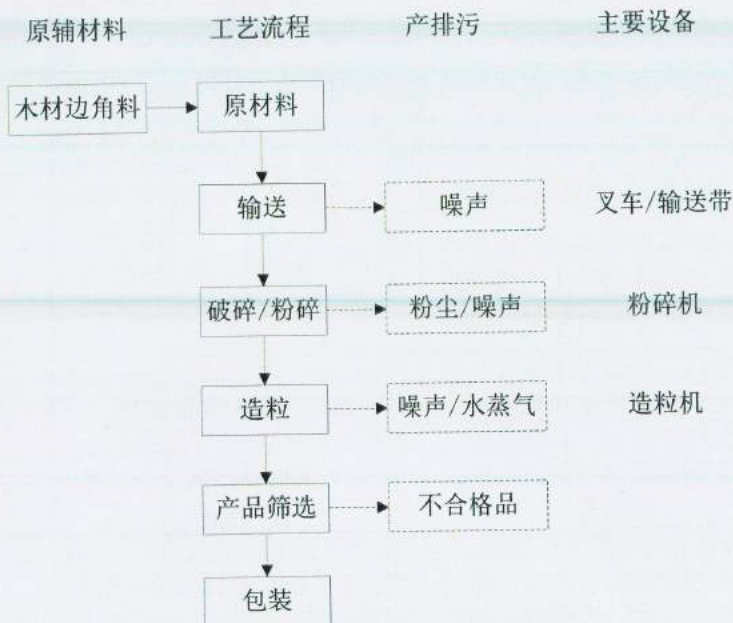 原辅材料 工艺流程 产排污 主要设备
木材边角料 原材料
输送 噪声 叉车/输送带
破碎/粉碎 粉尘/噪声 粉碎机
造粒 噪声/水蒸气 造粒机
产品筛选 不合格品
包装